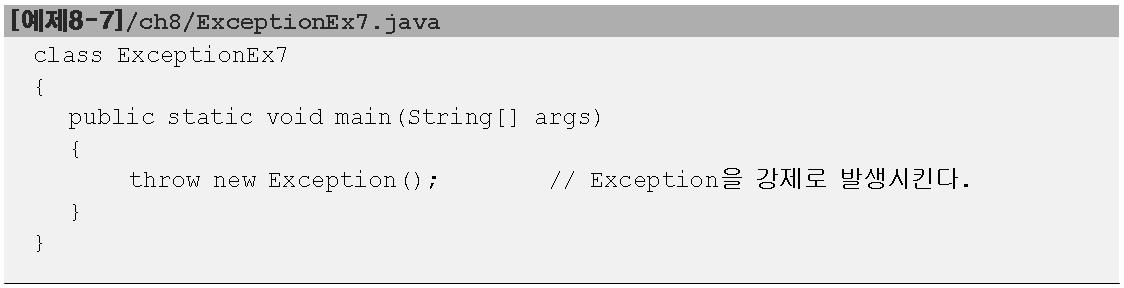 [예제8-7]/ch8/ExceptionEx7.java
class ExceptionEx7
{
public static void main(String[] args)
{
throw new Exception(); // Exception을 강제로 발생시킨다.
}
}